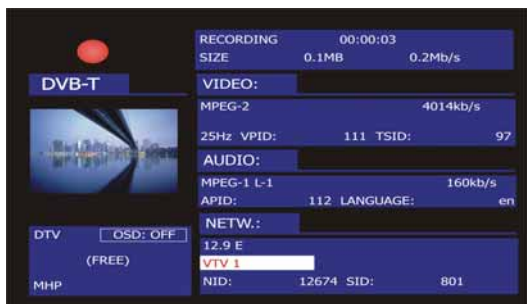 RECORDING 00:00:03
SIZE 0.1MB 0.2Mb/s
DVB-T
VIDEO:
MPEG-2 4014kb/s
25Hz VPID: 111 TSID: 97
AUDIO:
MPEG-1 L-1 160kb/s
APID: 112 LANGUAGE: en
NETW.:
12.9 E
VTV 1
NID: 12674 SID: 801
DTV OSD: OFF
(FREE)
MHP